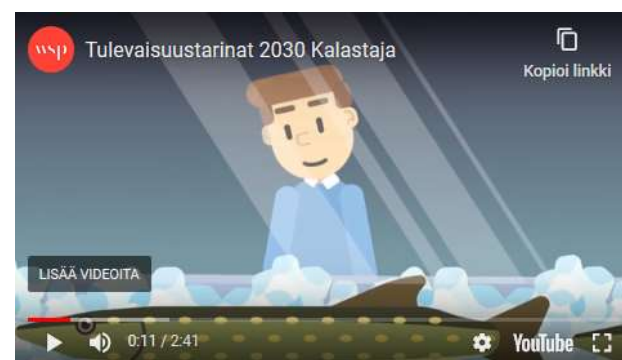 wsp
Tulevaisuustarinat 2030 Kalastaja
Kopioi linkki
LISÄÄ VIDEOITA
0:11 / 2:41
YouTube